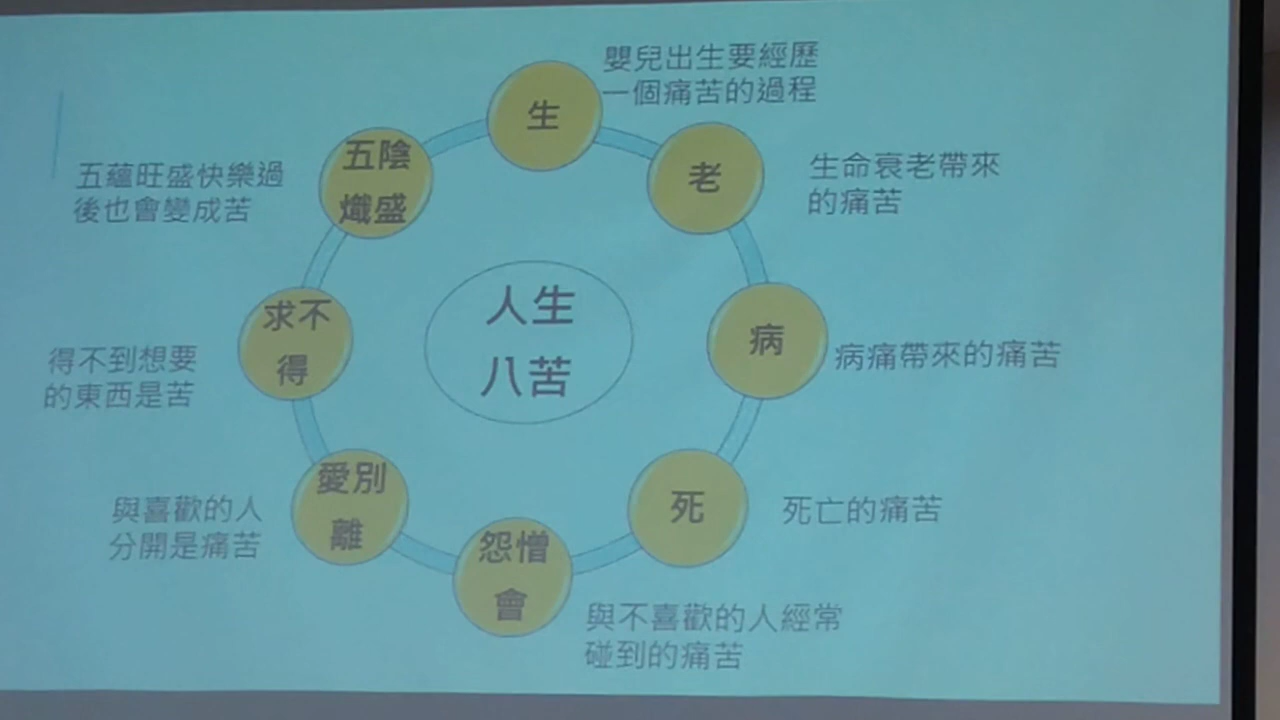 人生
八苦
生
嬰兒出生要經歷
一個痛苦的過程
老
生命衰老帶來
的痛苦
病
病痛帶來的痛苦
死
死亡的痛苦
怨憎
會
與不喜歡的人經常
碰到的痛苦
愛別
離
與喜歡的人
分開是痛苦
求不
得
得不到想要
的東西是苦
五陰
熾盛
五蘊旺盛快樂過
後也會變成苦